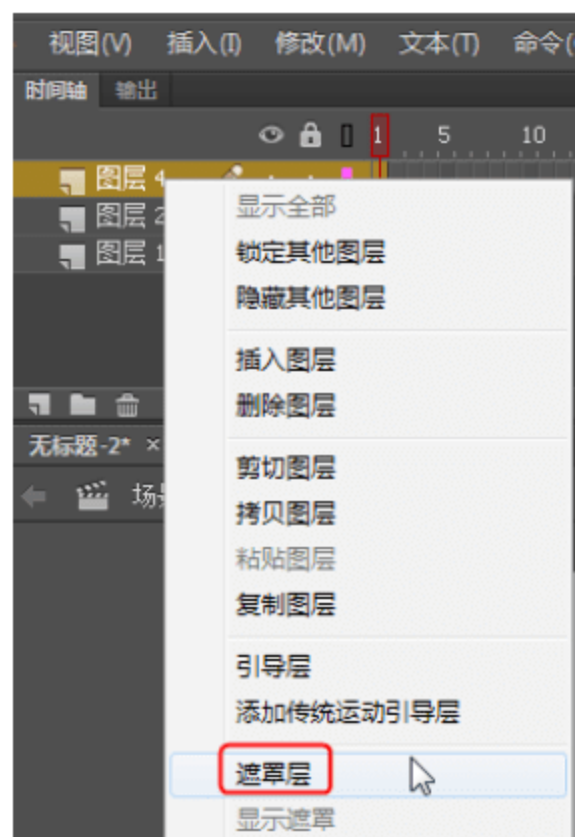 视图(V) 插入(I) 修改(M) 文本(T) 命令(
时间轴 输出
1 5 10
图层 4
图层 2
图层 1
显示全部
锁定其他图层
隐藏其他图层
插入图层
删除图层
无标题-2* ×
剪切图层
场
拷贝图层
粘贴图层
复制图层
引导层
添加传统运动引导层
遮罩层
显示遮罩